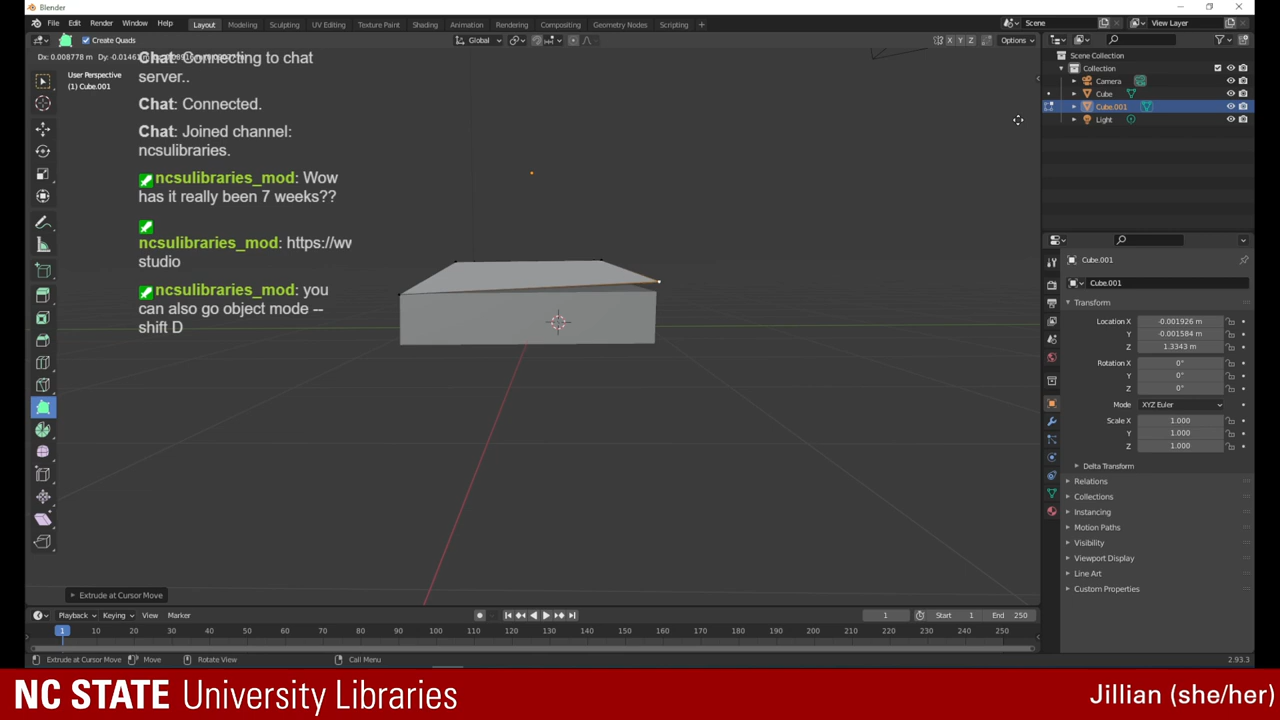 Blender
File Edit Render Window Help
Layout Modeling Sculpting UV Editing Texture Paint Shading Animation Rendering Compositing Geometry Nodes Scripting +
Scene
View Layer
Create Quads
Global
X Y Z
Options
Dx: 0.008778 m
User Perspective
(1) Cube.001
Chat: Connecting to chat
server..
Chat: Connected.
Chat: Joined channel:
ncsulibraries.
ncsulibraries_mod: Wow
has it really been 7 weeks??
ncsulibraries_mod: https://wv
studio
ncsulibraries_mod: you
can also go object mode --
shift D
Scene Collection
Collection
Camera
Cube
Cube.001
Light
Cube.001
Cube.001
Transform
Location X -0.001926 m
Y -0.001584 m
Z 1.3343 m
Rotation X 0°
Y 0°
Z 0°
Mode XYZ Euler
Scale X 1.000
Y 1.000
Z 1.000
Delta Transform
Relations
Collections
Instancing
Motion Paths
Visibility
Viewport Display
Line Art
Custom Properties
Extrude at Cursor Move
Playback Keying View Marker
1
Start 1
End 250
1 10 20 30 40 50 60 70 80 90 100 110 120 130 140 150 160 170 180 190 200 210 220 230 240 250
Extrude at Cursor Move Move Rotate View Call Menu
2.93.3
NC STATE University Libraries
Jillian (she/her)